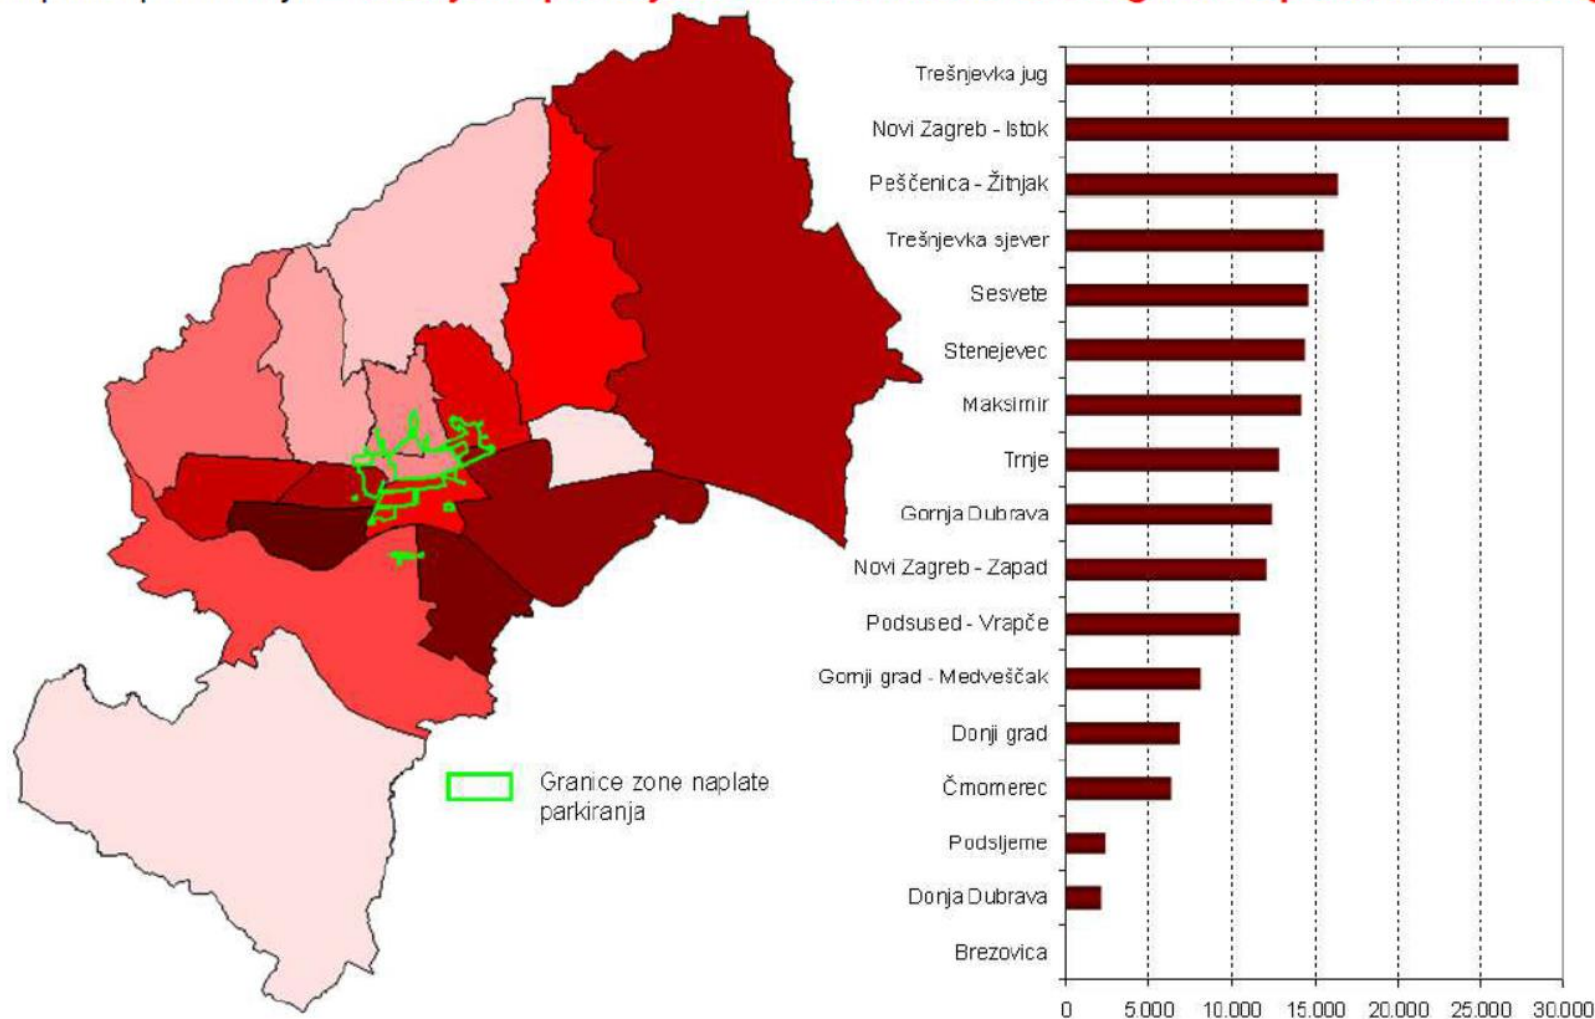 Trešnjevka jug
Novi Zagreb - Istok
Peščenica - Žitnjak
Trešnjevka sjever
Sesvete
Stenejevec
Maksimir
Trnje
Gornja Dubrava
Novi Zagreb - Zapad
Podsused - Vrapče
Gornji grad - Medveščak
Donji grad
Črnomerec
Podsljeme
Donja Dubrava
Brezovica
0 5.000 10.000 15.000 20.000 25.000 30.000
Granice zone naplate
parkiranja